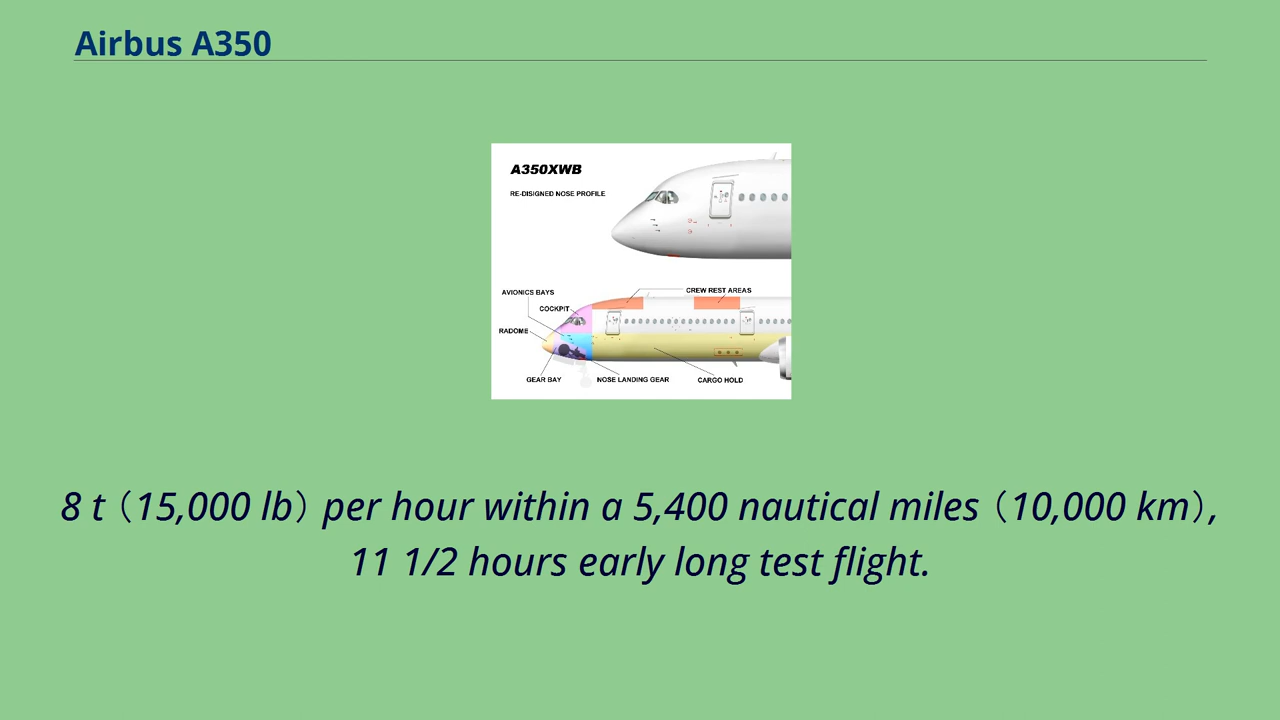 Airbus A350
A350XWB
RE-DISIGNED NOSE PROFILE
AVIONICS BAYS
CREW REST AREAS
COCKPIT
RADOME
GEAR BAY
NOSE LANDING GEAR
CARGO HOLD
8 t (15,000 lb) per hour within a 5,400 nautical miles (10,000 km),
11 1/2 hours early long test flight.